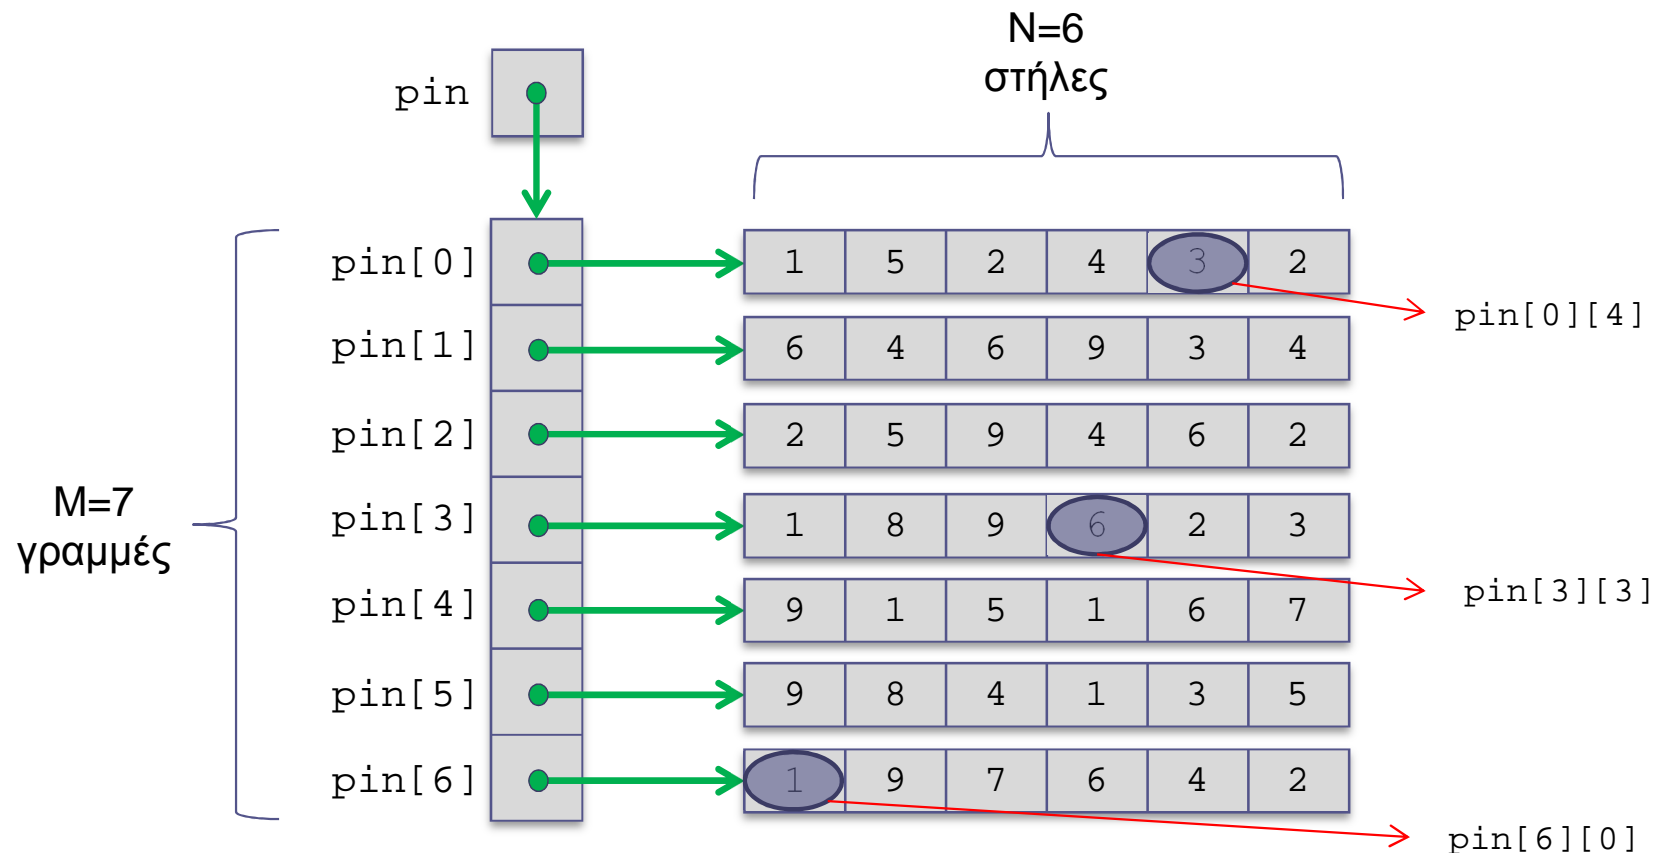 N=6
στήλες
pin
pin[0] 1 5 2 4 3 2
pin[0][4]
pin[1] 6 4 6 9 3 4
pin[2] 2 5 9 4 6 2
M=7
γραμμές
pin[3] 1 8 9 6 2 3
pin[3][3]
pin[4] 9 1 5 1 6 7
pin[5] 9 8 4 1 3 5
pin[6] 1 9 7 6 4 2
pin[6][0]